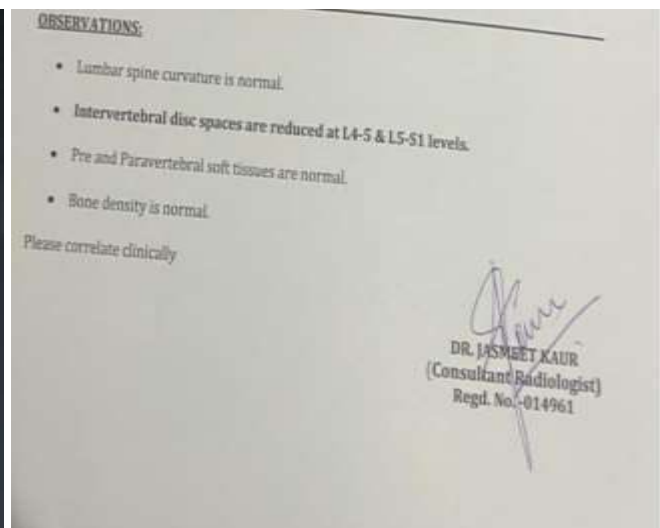 OBSERVATIONS:
• Lumbar spine curvature is normal.
• Intervertebral disc spaces are reduced at L4-5 & L5-S1 levels.
• Pre and Paravertebral soft tissues are normal.
• Bone density is normal.
Please correlate clinically
DR. JASMEET KAUR
(Consultant Radiologist)
Regd. No.-014961